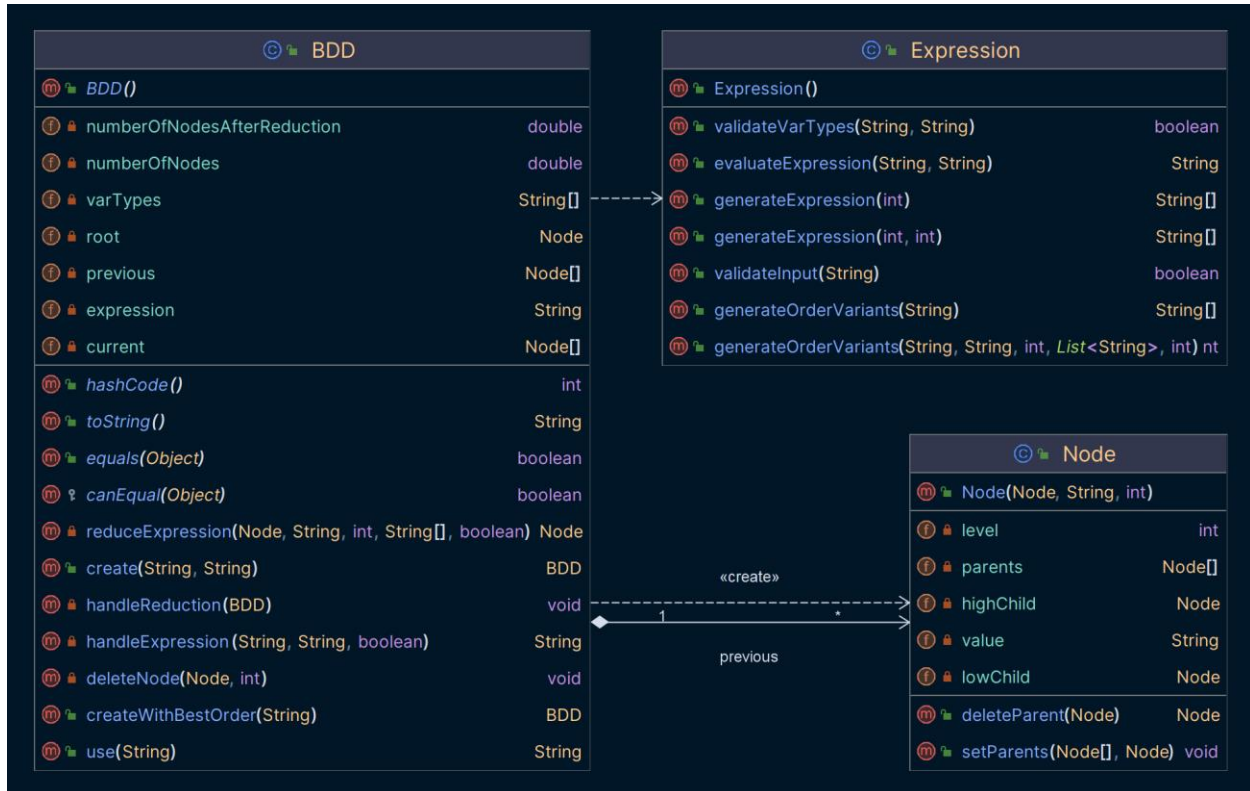 BDD
BDD()
numberOfNodesAfterReduction double
numberOfNodes double
varTypes String[]
root Node
previous Node[]
expression String
current Node[]
hashCode() int
toString() String
equals(Object) boolean
canEqual(Object) boolean
reduceExpression(Node, String, int, String[], boolean) Node
create(String, String) BDD
handleReduction(BDD) void
handleExpression(String, String, boolean) String
deleteNode(Node, int) void
createWithBestOrder(String) BDD
use(String) String
Expression
Expression()
validateVarTypes(String, String) boolean
evaluateExpression(String, String) String
generateExpression(int) String[]
generateExpression(int, int) String[]
validateInput(String) boolean
generateOrderVariants(String) String[]
generateOrderVariants(String, String, int, List<String>, int) nt
«create»
1 *
previous
Node
Node(Node, String, int)
level int
parents Node[]
highChild Node
value String
lowChild Node
deleteParent(Node) Node
setParents(Node[], Node) void